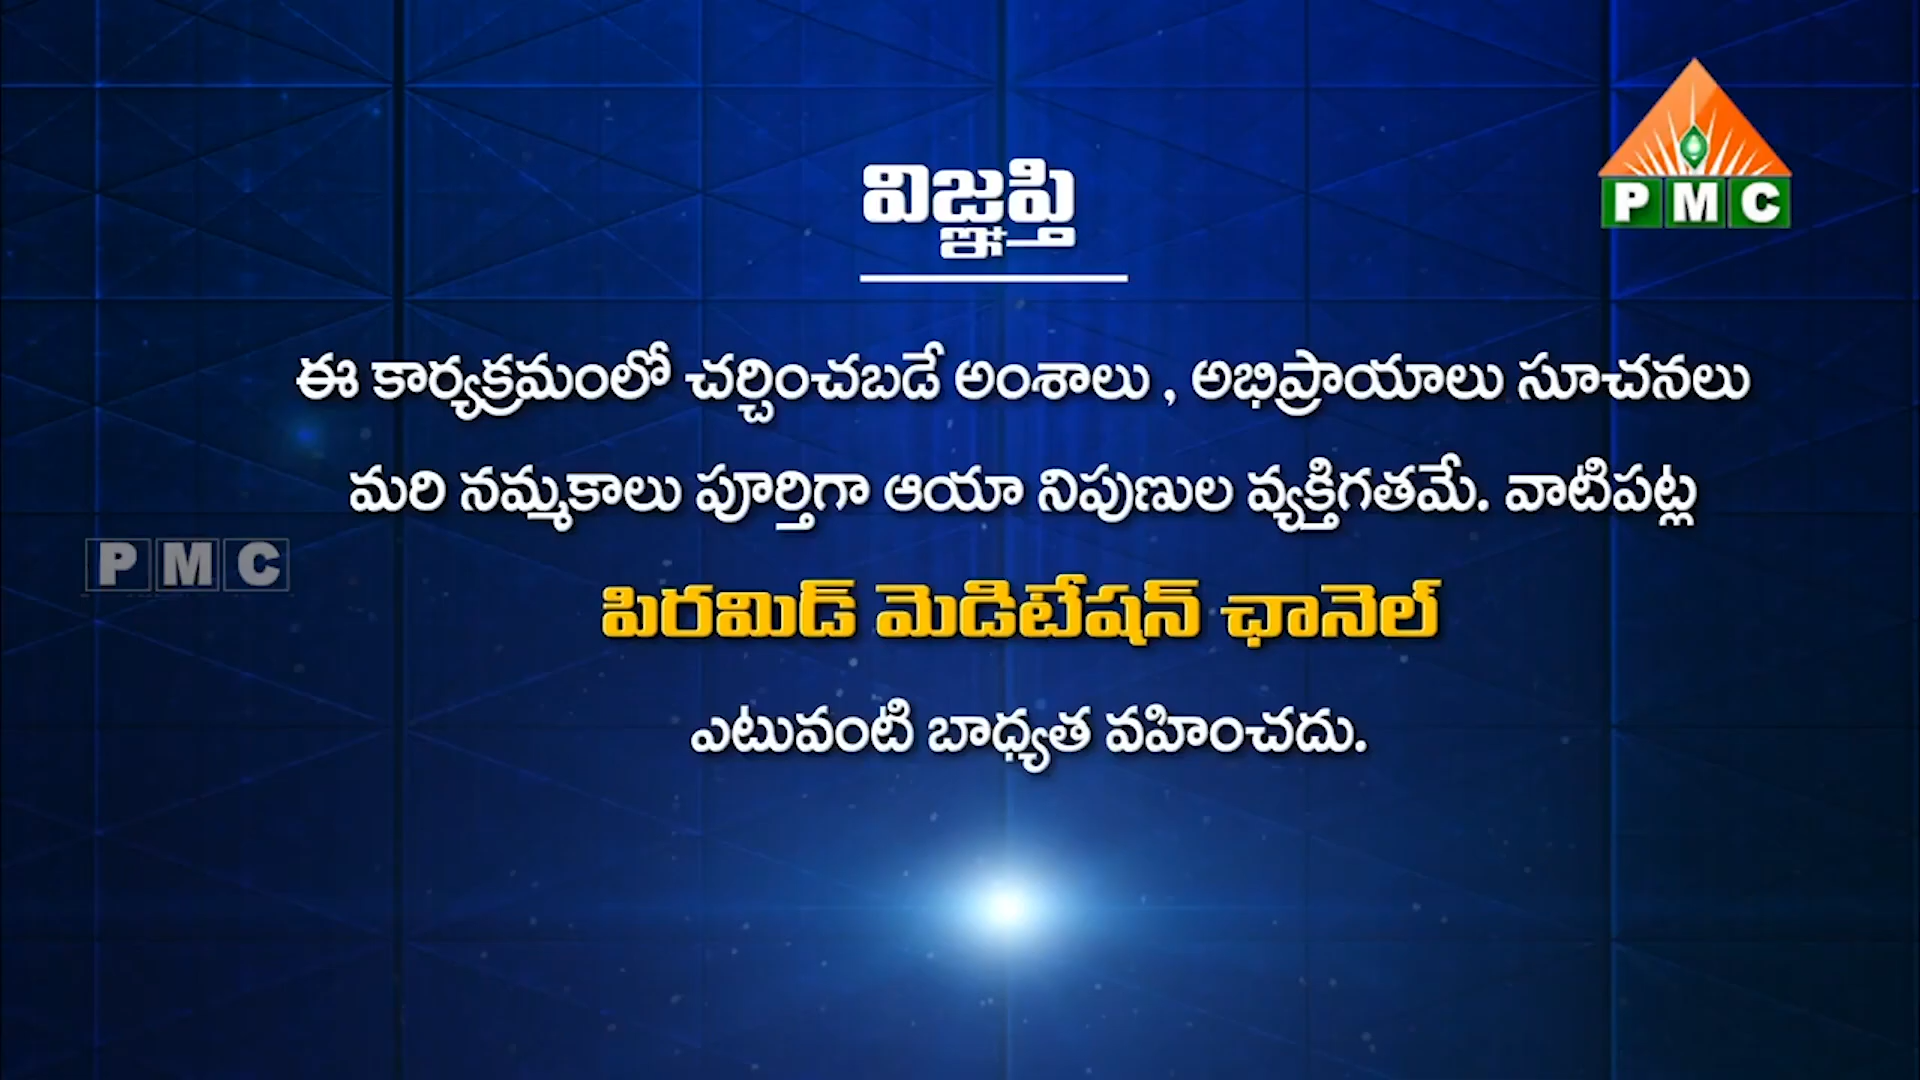 విజ్ఞప్తి
PMC
ఈ కార్యక్రమంలో చర్చించబడే అంశాలు , అభిప్రాయాలు సూచనలు
మరి నమ్మకాలు పూర్తిగా ఆయా నిపుణుల వ్యక్తిగతమే. వాటిపట్ల
PMC
పిరమిడ్ మెడిటేషన్ ఛానెల్
ఎటువంటి బాధ్యత వహించదు.